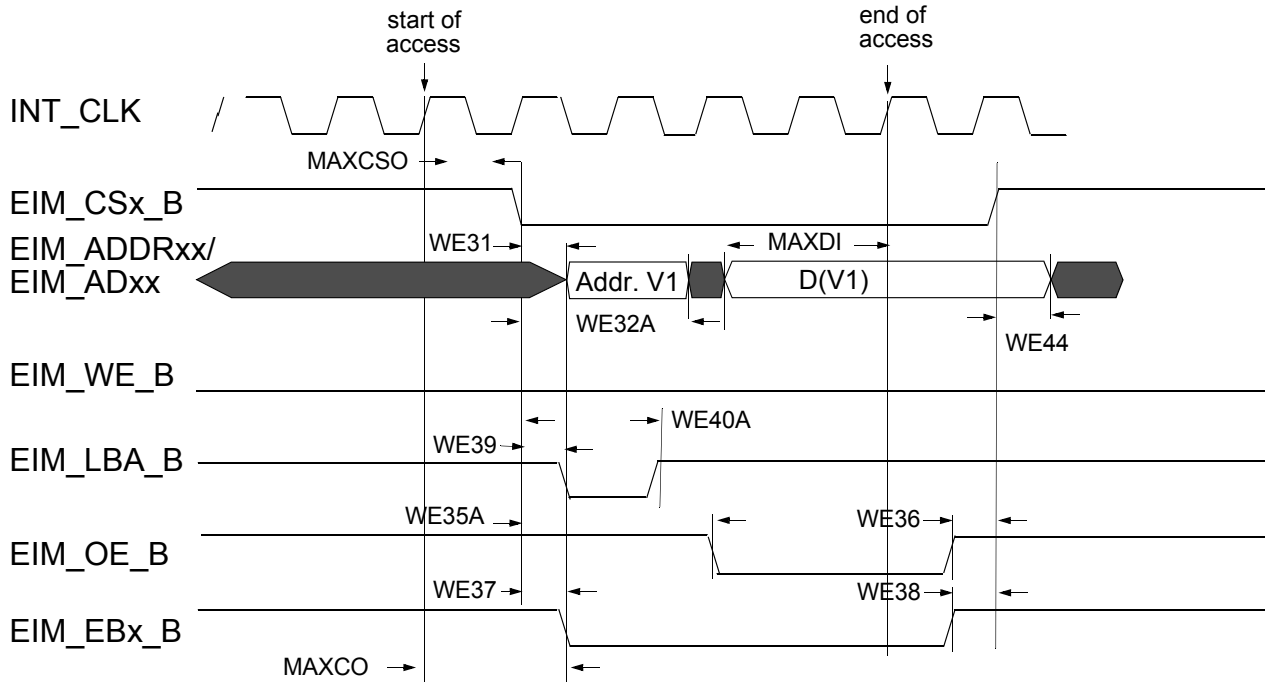 start of
access
end of
access
INT_CLK
MAXCSO
EIM_CSx_B
EIM_ADDRxx/
EIM_ADxx
WE31
MAXDI
Addr. V1
D(V1)
WE32A
WE44
EIM_WE_B
WE40A
WE39
EIM_LBA_B
WE35A
WE36
EIM_OE_B
WE37
WE38
EIM_EBx_B
MAXCO